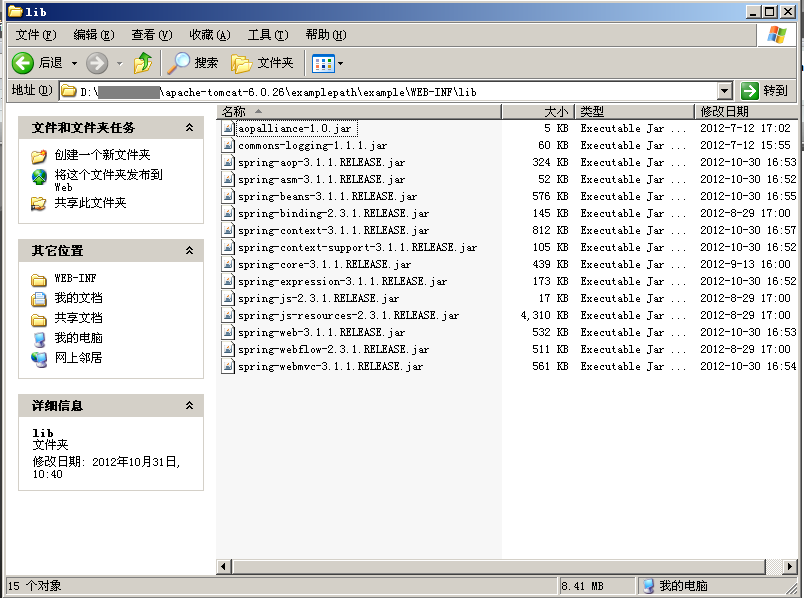 lib
文件(F) 编辑(E) 查看(V) 收藏(A) 工具(T) 帮助(H)
后退 搜索 文件夹
地址(D) D:\ \apache-tomcat-6.0.26\examplepath\example\WEB-INF\lib 转到
文件和文件夹任务
创建一个新文件夹
将这个文件夹发布到
Web
共享此文件夹
其它位置
WEB-INF
我的文档
共享文档
我的电脑
网上邻居
详细信息
lib
文件夹
修改日期: 2012年10月31日,
10:40
名称 大小 类型 修改日期
aopalliance-1.0.jar 5 KB Executable Jar ... 2012-7-12 17:02
commons-logging-1.1.1.jar 60 KB Executable Jar ... 2012-7-12 15:55
spring-aop-3.1.1.RELEASE.jar 324 KB Executable Jar ... 2012-10-30 16:53
spring-asm-3.1.1.RELEASE.jar 52 KB Executable Jar ... 2012-10-30 16:52
spring-beans-3.1.1.RELEASE.jar 576 KB Executable Jar ... 2012-10-30 16:55
spring-binding-2.3.1.RELEASE.jar 145 KB Executable Jar ... 2012-8-29 17:00
spring-context-3.1.1.RELEASE.jar 812 KB Executable Jar ... 2012-10-30 16:57
spring-context-support-3.1.1.RELEASE.jar 105 KB Executable Jar ... 2012-10-30 16:52
spring-core-3.1.1.RELEASE.jar 439 KB Executable Jar ... 2012-9-13 16:00
spring-expression-3.1.1.RELEASE.jar 173 KB Executable Jar ... 2012-10-30 16:52
spring-js-2.3.1.RELEASE.jar 17 KB Executable Jar ... 2012-8-29 17:00
spring-js-resources-2.3.1.RELEASE.jar 4,310 KB Executable Jar ... 2012-8-29 17:00
spring-web-3.1.1.RELEASE.jar 532 KB Executable Jar ... 2012-10-30 16:53
spring-webflow-2.3.1.RELEASE.jar 511 KB Executable Jar ... 2012-8-29 17:00
spring-webmvc-3.1.1.RELEASE.jar 561 KB Executable Jar ... 2012-10-30 16:54
15 个对象 8.41 MB 我的电脑